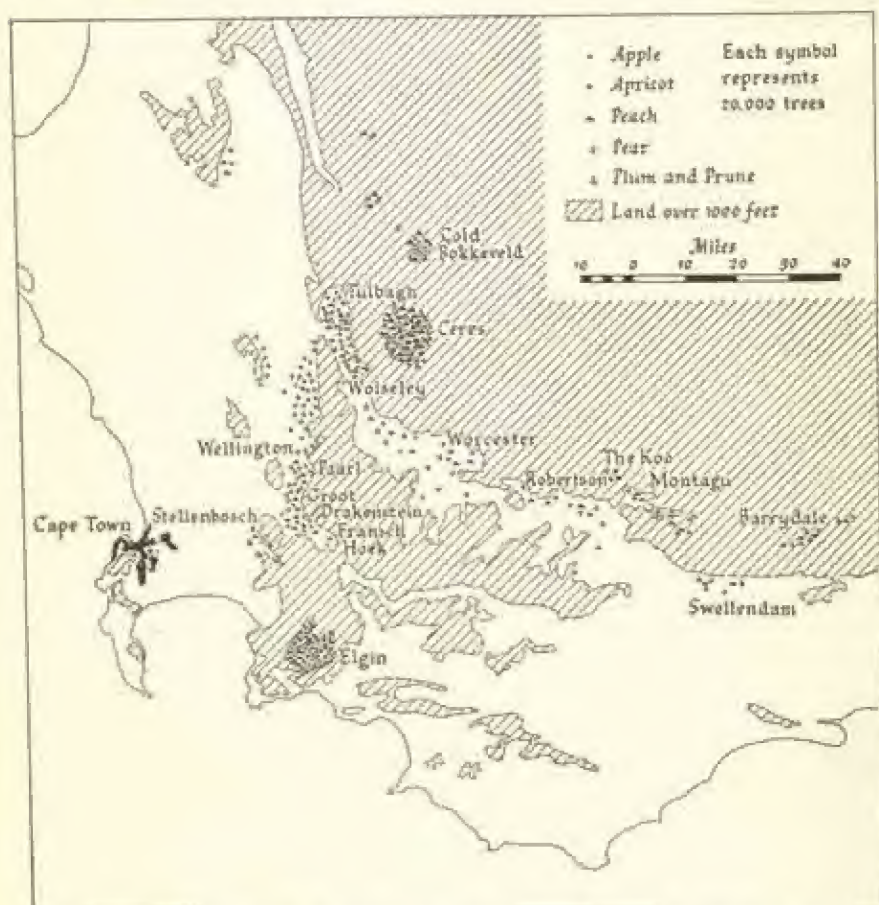 Apple
Apricot
Peach
Pear
Plum and Prune
Land over 1000 feet
Each symbol
represents
20,000 trees
Miles
10 0 10 20 30 40
Cold
Bokkeveld
Tulbagh
Ceres
Wolseley
Wellington
Worcester
Paarl
The Koo
Robertson
Montagu
Groot
Drakenstein
Fransch
Hoek
Stellenbosch
Cape Town
Barrydale
Swellendam
Elgin